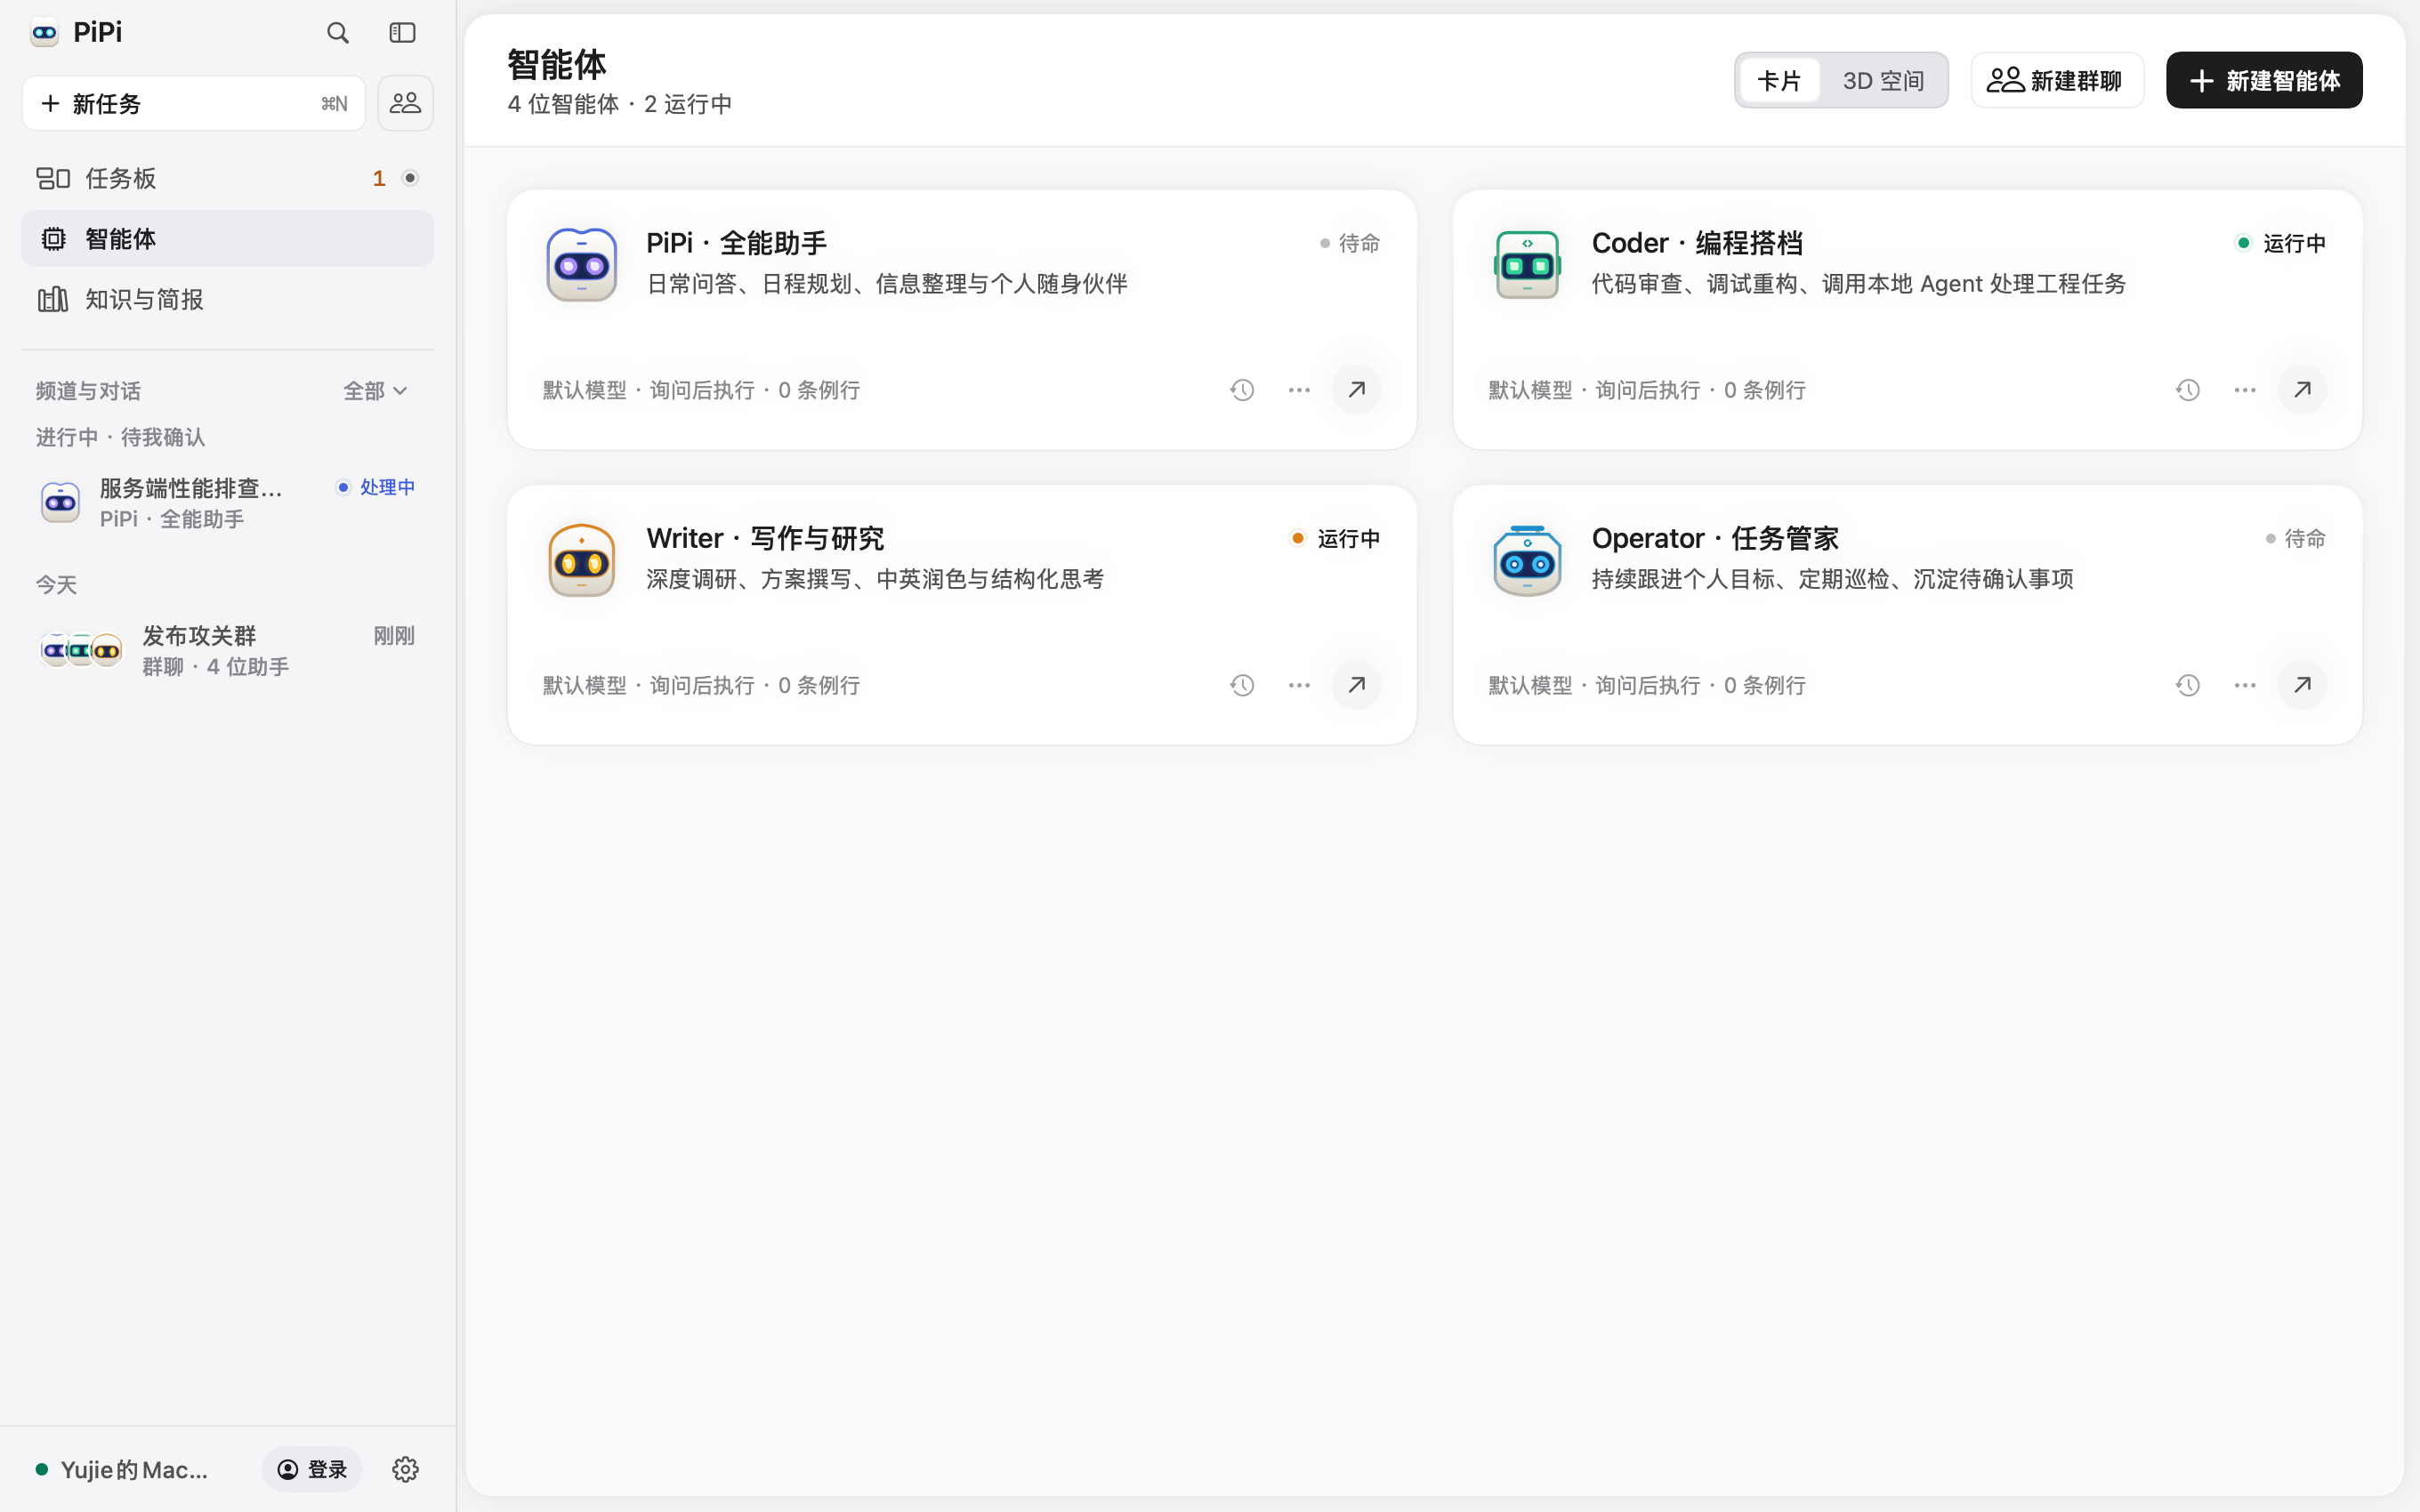 PiPi
新任务 ⌘N
任务板 1
智能体
知识与简报
频道与对话 全部
进行中 · 待我确认
服务端性能排查... 处理中
PiPi · 全能助手
今天
发布攻关群 刚刚
群聊 · 4 位助手
Yujie的Mac... 登录
智能体
4 位智能体 · 2 运行中
卡片 3D 空间 新建群聊 新建智能体
PiPi · 全能助手 待命
日常问答、日程规划、信息整理与个人随身伙伴
默认模型 · 询问后执行 · 0 条例行
Coder · 编程搭档 运行中
代码审查、调试重构、调用本地 Agent 处理工程任务
默认模型 · 询问后执行 · 0 条例行
Writer · 写作与研究 运行中
深度调研、方案撰写、中英润色与结构化思考
默认模型 · 询问后执行 · 0 条例行
Operator · 任务管家 待命
持续跟进个人目标、定期巡检、沉淀待确认事项
默认模型 · 询问后执行 · 0 条例行